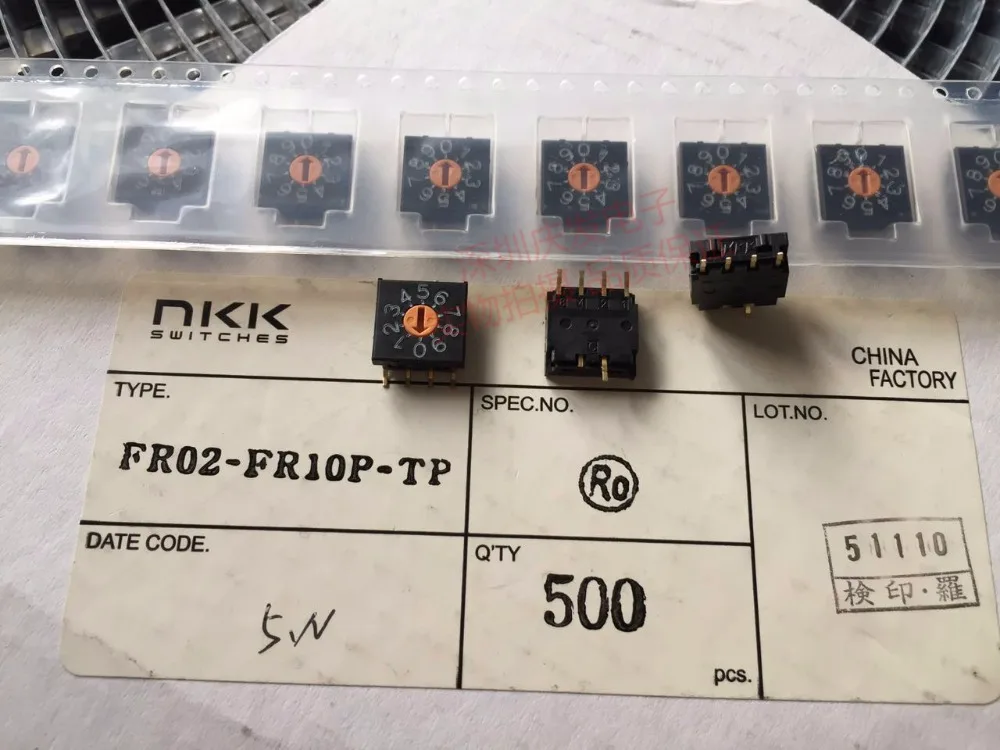 NKK
SWITCHES
CHINA
FACTORY
TYPE.
FR02-FR10P-TP
SPEC.NO.
Ro
LOT.NO.
51110
検印・羅
DATE CODE.
5.N
Q'TY
500
pcs.